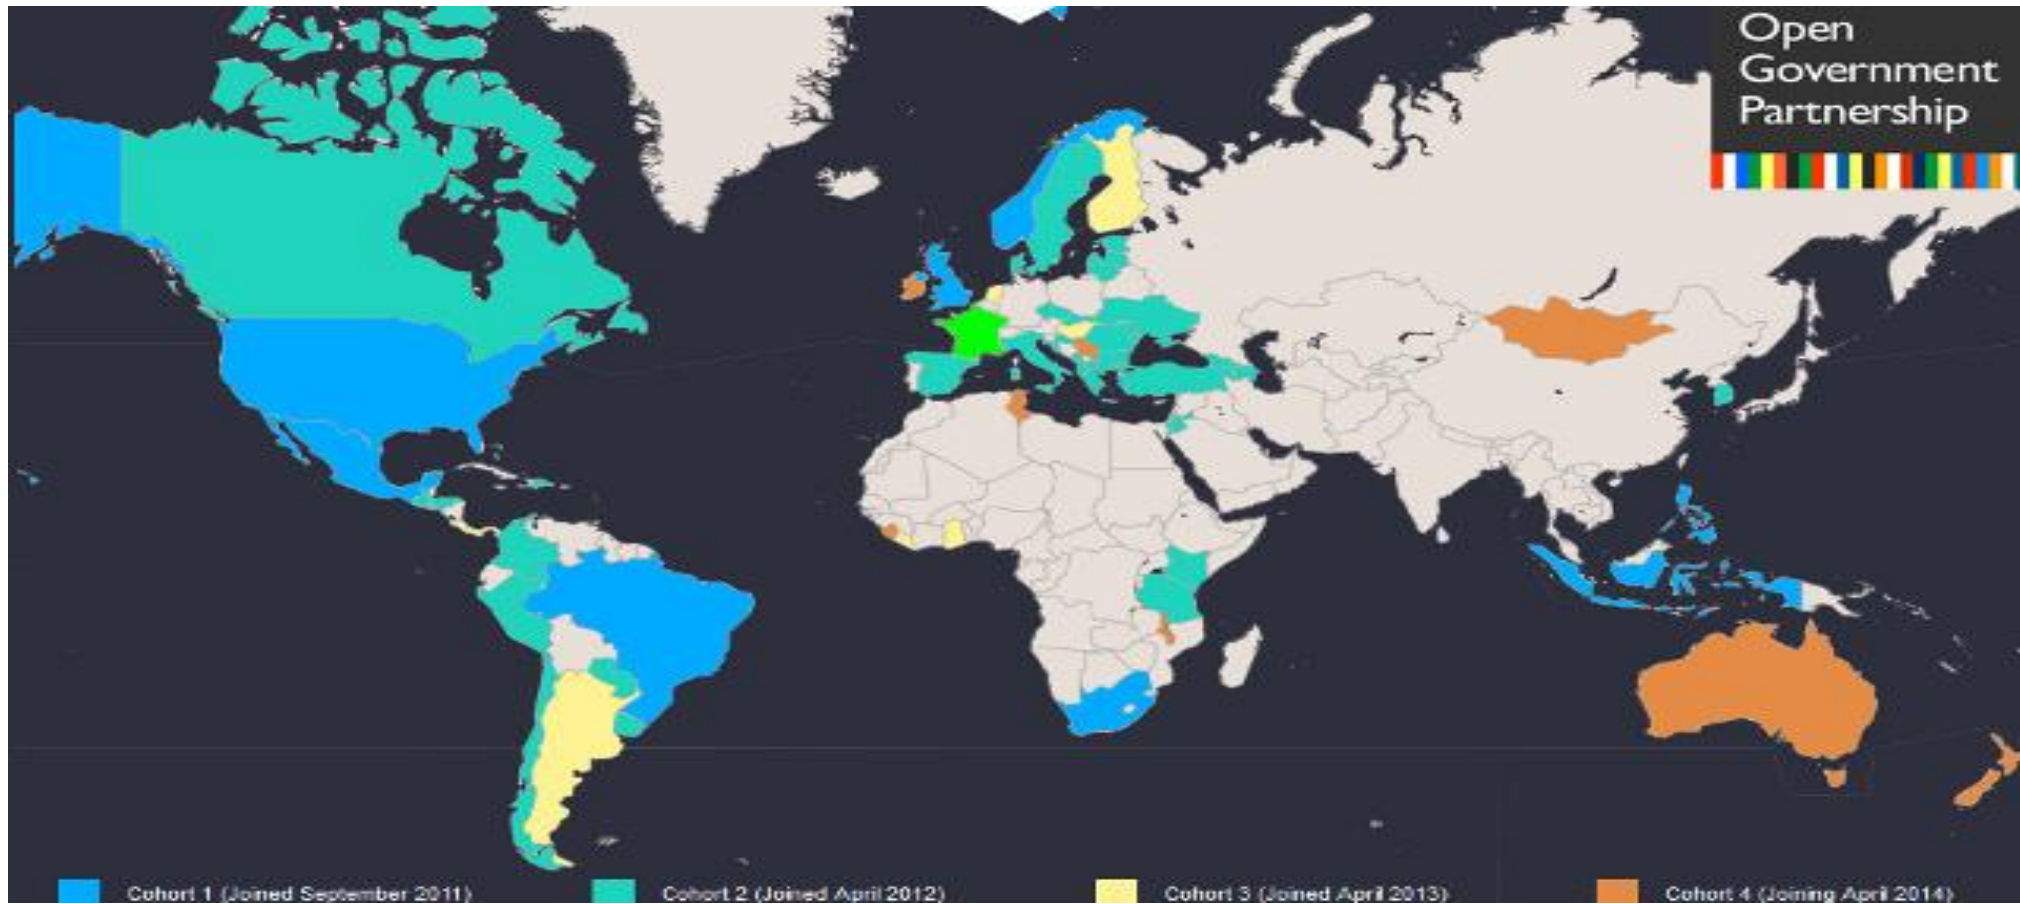 Open
Government
Partnership
Cohort 1 (Joined September 2011)
Cohort 2 (Joined April 2012)
Cohort 3 (Joined April 2013)
Cohort 4 (Joining April 2014)